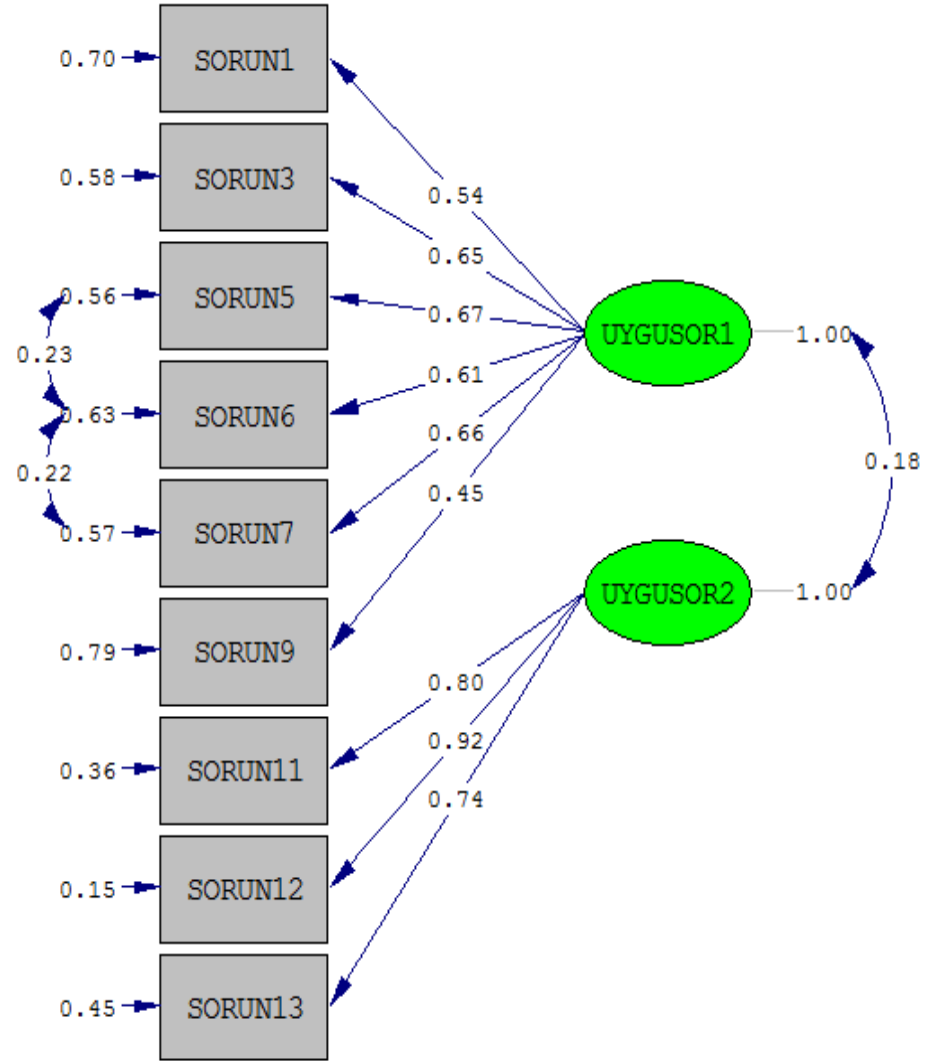 0.70 SORUN1
0.58 SORUN3
0.54
0.65
0.56 SORUN5
0.67
UYGUSOR1 1.00
0.23
0.61
0.63 SORUN6
0.66
0.18
0.22
0.45
0.57 SORUN7
UYGUSOR2 1.00
0.79 SORUN9
0.80
0.92
0.36 SORUN11
0.74
0.15 SORUN12
0.45 SORUN13